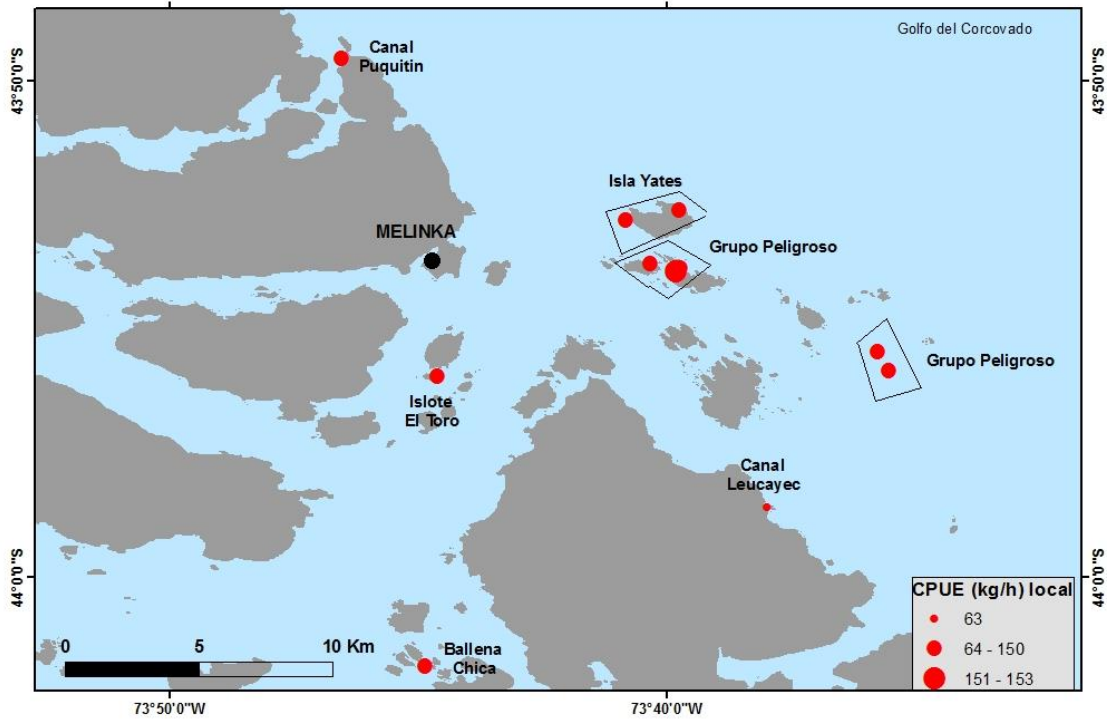 Golfo del Corcovado
Canal
Puquitin
43°50'0"S
43°50'0"S
Isla Yates
MELINKA
Grupo Peligroso
Grupo Peligroso
Islote
El Toro
Canal
Leucayec
44°0'0"S
44°0'0"S
CPUE (kg/h) local
63
64 - 150
151 - 153
0 5 10 Km
Ballena
Chica
73°50'0"W
73°40'0"W